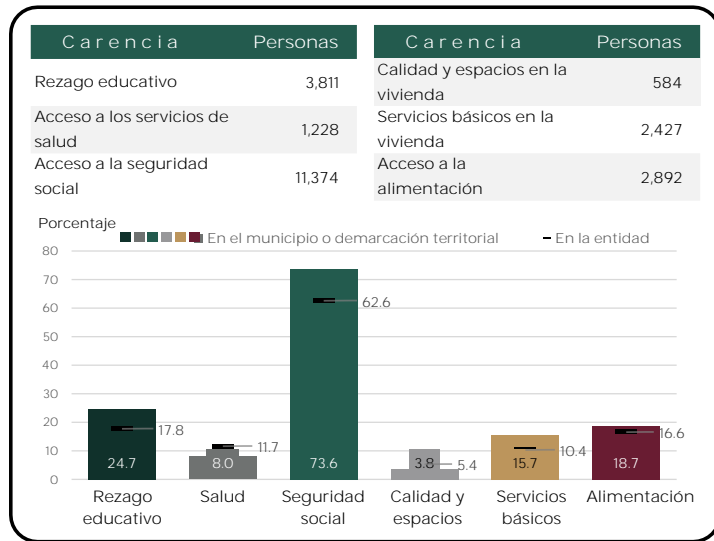 Carencia Personas
Rezago educativo 3,811
Acceso a los servicios de
salud 1,228
Acceso a la seguridad
social 11,374
Carencia Personas
Calidad y espacios en la
vivienda 584
Servicios básicos en la
vivienda 2,427
Acceso a la
alimentación 2,892
Porcentaje
En el municipio o demarcación territorial En la entidad
80
70
60
50
40
30
20
10
0
24.7 17.8
8.0 11.7
73.6 62.6
3.8 5.4
15.7 10.4
18.7 16.6
Rezago
educativo
Salud
Seguridad
social
Calidad y
espacios
Servicios
básicos
Alimentación